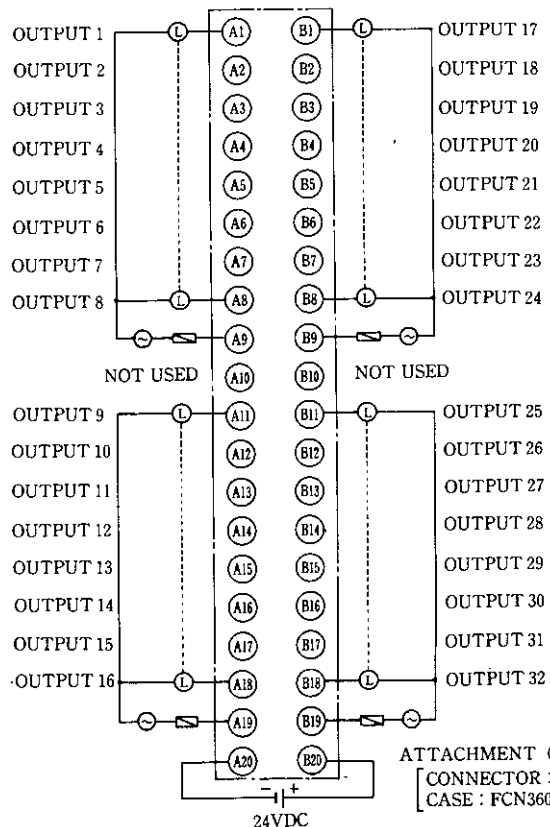 OUTPUT 1 L A1 B1 L OUTPUT 17
OUTPUT 2 A2 B2 OUTPUT 18
OUTPUT 3 A3 B3 OUTPUT 19
OUTPUT 4 A4 B4 OUTPUT 20
OUTPUT 5 A5 B5 OUTPUT 21
OUTPUT 6 A6 B6 OUTPUT 22
OUTPUT 7 A7 B7 OUTPUT 23
OUTPUT 8 L A8 B8 L OUTPUT 24
A9 B9
NOT USED A10 B10 NOT USED
OUTPUT 9 L A11 B11 L OUTPUT 25
OUTPUT 10 A12 B12 OUTPUT 26
OUTPUT 11 A13 B13 OUTPUT 27
OUTPUT 12 A14 B14 OUTPUT 28
OUTPUT 13 A15 B15 OUTPUT 29
OUTPUT 14 A16 B16 OUTPUT 30
OUTPUT 15 A17 B17 OUTPUT 31
OUTPUT 16 L A18 B18 L OUTPUT 32
A19 B19
A20 B20 ATTACHMENT (
CONNECTOR :
CASE : FCN360
− +
24VDC